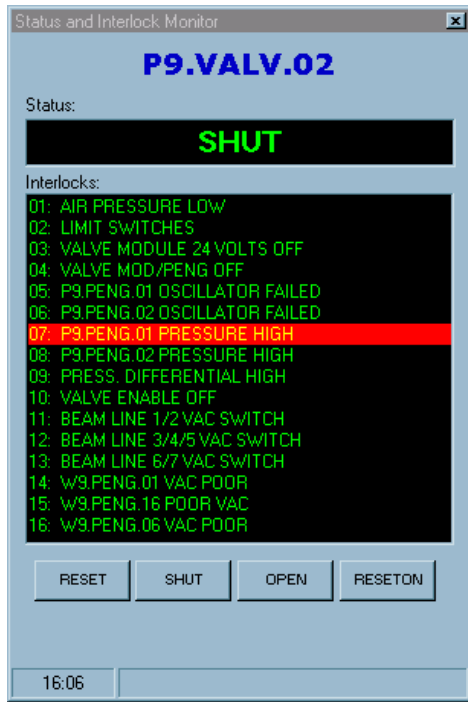 Status and Interlock Monitor
P9.VALV.02
Status:
SHUT
Interlocks:
01: AIR PRESSURE LOW
02: LIMIT SWITCHES
03: VALVE MODULE 24 VOLTS OFF
04: VALVE MOD/PENG OFF
05: P9.PENG.01 OSCILLATOR FAILED
06: P9.PENG.02 OSCILLATOR FAILED
07: P9.PENG.01 PRESSURE HIGH
08: P9.PENG.02 PRESSURE HIGH
09: PRESS. DIFFERENTIAL HIGH
10: VALVE ENABLE OFF
11: BEAM LINE 1/2 VAC SWITCH
12: BEAM LINE 3/4/5 VAC SWITCH
13: BEAM LINE 6/7 VAC SWITCH
14: W9.PENG.01 VAC POOR
15: W9.PENG.16 POOR VAC
16: W9.PENG.06 VAC POOR
RESET SHUT OPEN RESETON
16:06